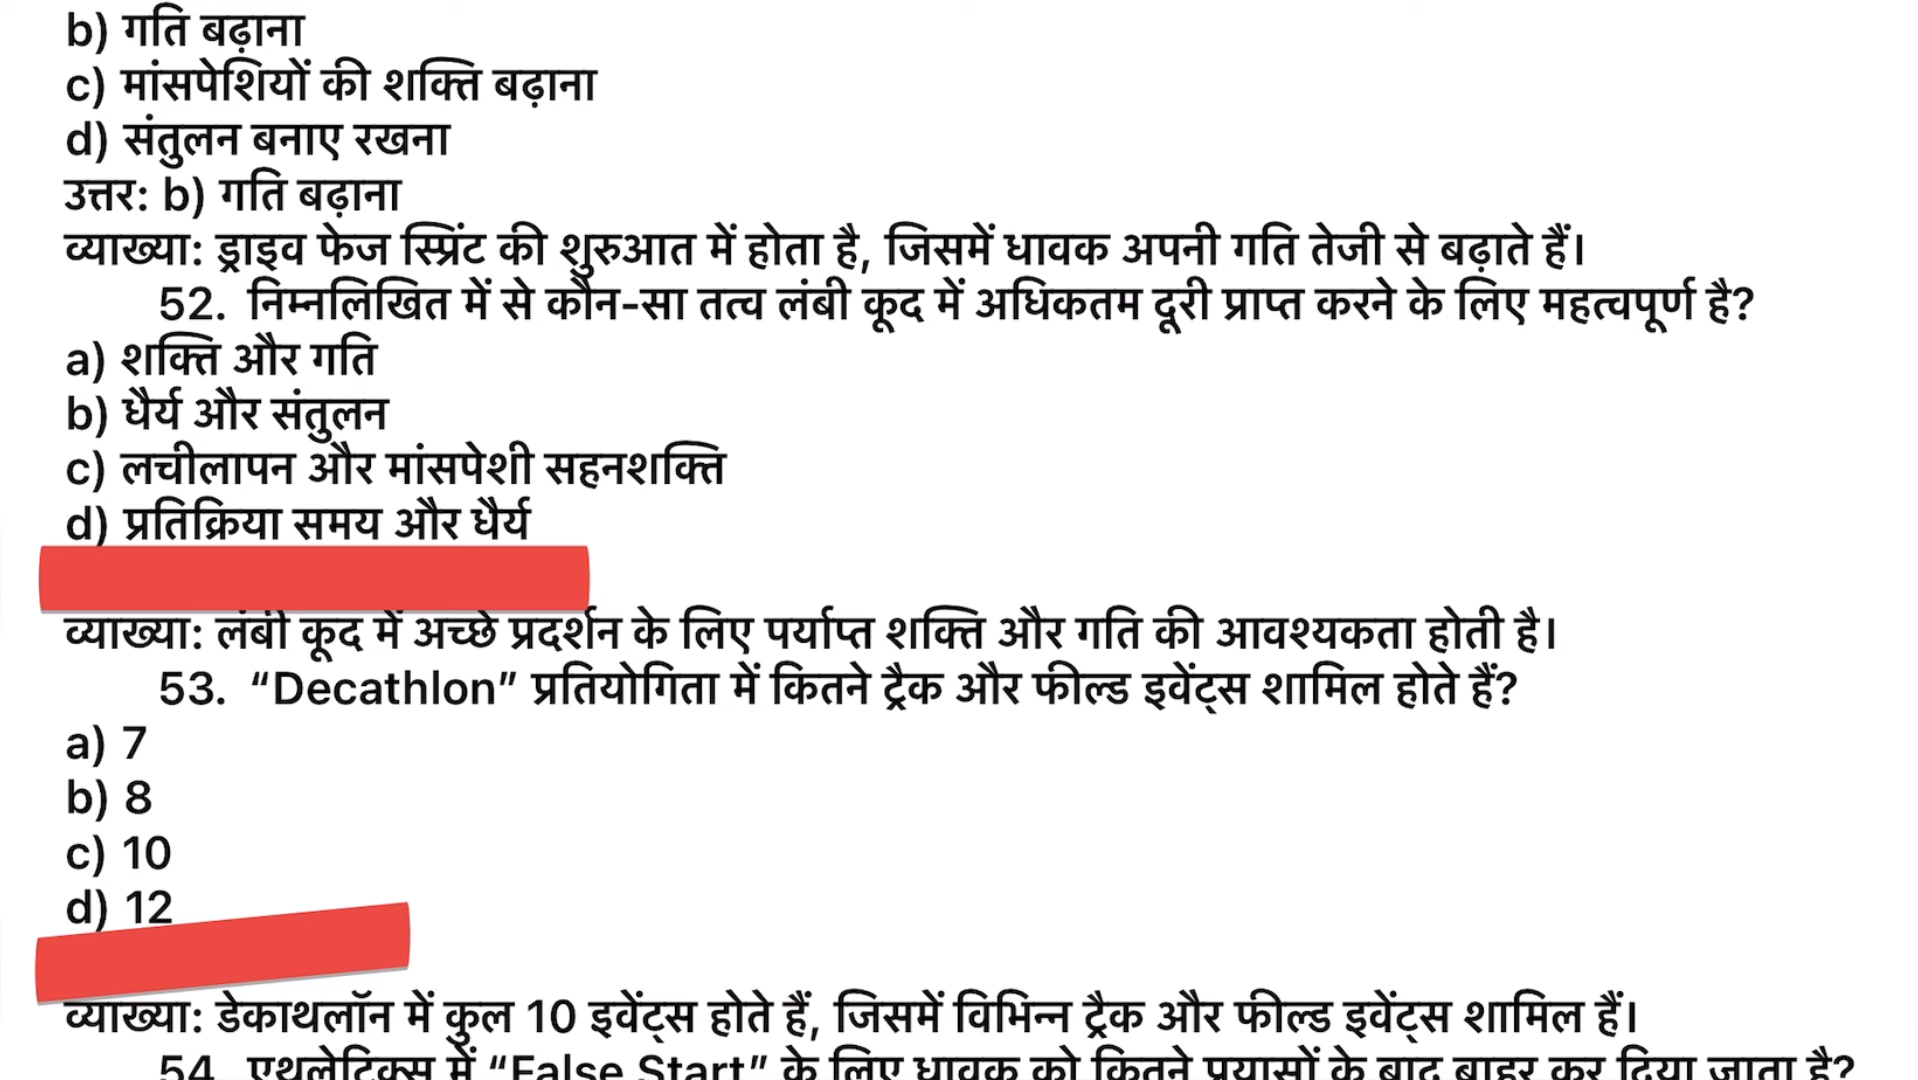 b) गति बढ़ाना
c) मांसपेशियों की शक्ति बढ़ाना
d) संतुलन बनाए रखना
उत्तर: b) गति बढ़ाना
व्याख्या: ड्राइव फेज स्प्रिंट की शुरुआत में होता है, जिसमें धावक अपनी गति तेजी से बढ़ाते हैं।
52. निम्नलिखित में से कौन-सा तत्व लंबी कूद में अधिकतम दूरी प्राप्त करने के लिए महत्वपूर्ण है?
a) शक्ति और गति
b) धैर्य और संतुलन
c) लचीलापन और मांसपेशी सहनशक्ति
d) प्रतिक्रिया समय और धैर्य
व्याख्या: लंबी कूद में अच्छे प्रदर्शन के लिए पर्याप्त शक्ति और गति की आवश्यकता होती है।
53. “Decathlon” प्रतियोगिता में कितने ट्रैक और फील्ड इवेंट्स शामिल होते हैं?
a) 7
b) 8
c) 10
d) 12
व्याख्या: डेकाथलॉन में कुल 10 इवेंट्स होते हैं, जिसमें विभिन्न ट्रैक और फील्ड इवेंट्स शामिल हैं।
54. एथलेटिक्स में “False Start” के लिए धावक को कितने प्रयासों के बाद बाहर कर दिया जाता है?